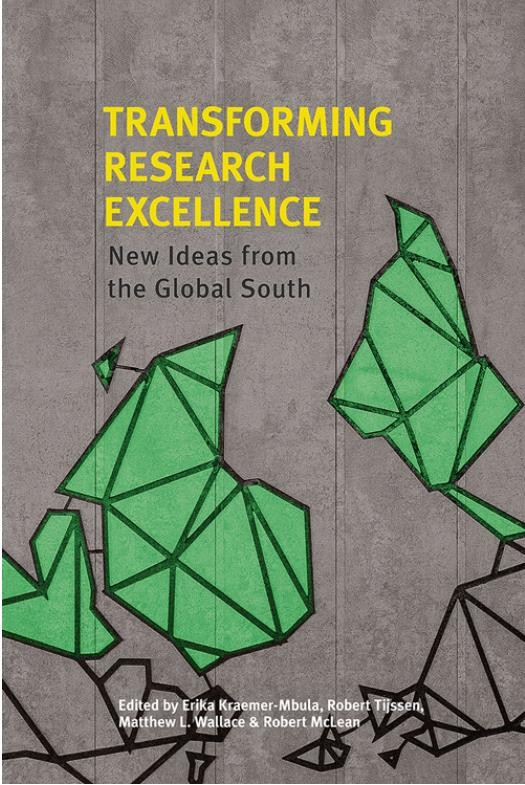 TRANSFORMING
RESEARCH
EXCELLENCE
New Ideas from
the Global South
Edited by Erika Kraemer-Mbula, Robert Tijssen,
Matthew L. Wallace & Robert McLean